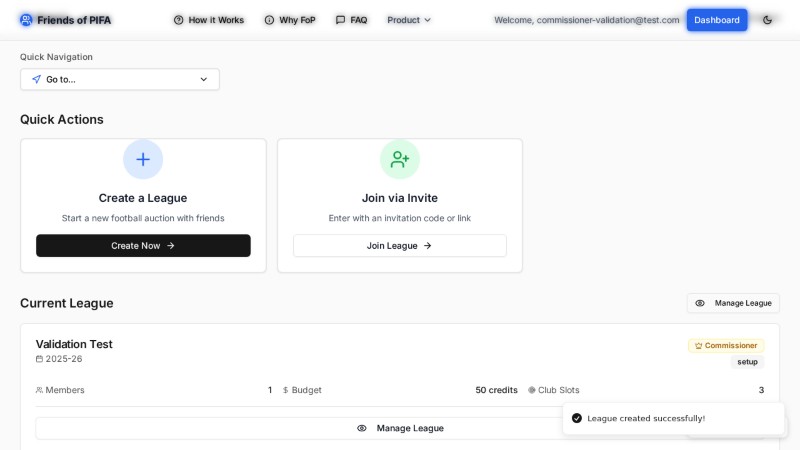 Friends of PIFA
How it Works
Why FoP
FAQ
Product
Welcome, commissioner-validation@test.com
Dashboard
Quick Navigation
Go to...
Quick Actions
Create a League
Start a new football auction with friends
Create Now
Join via Invite
Enter with an invitation code or link
Join League
Current League
Manage League
Validation Test
2025-26
Commissioner
setup
Members 1
$ Budget 50 credits
Club Slots 3
Manage League
League created successfully!